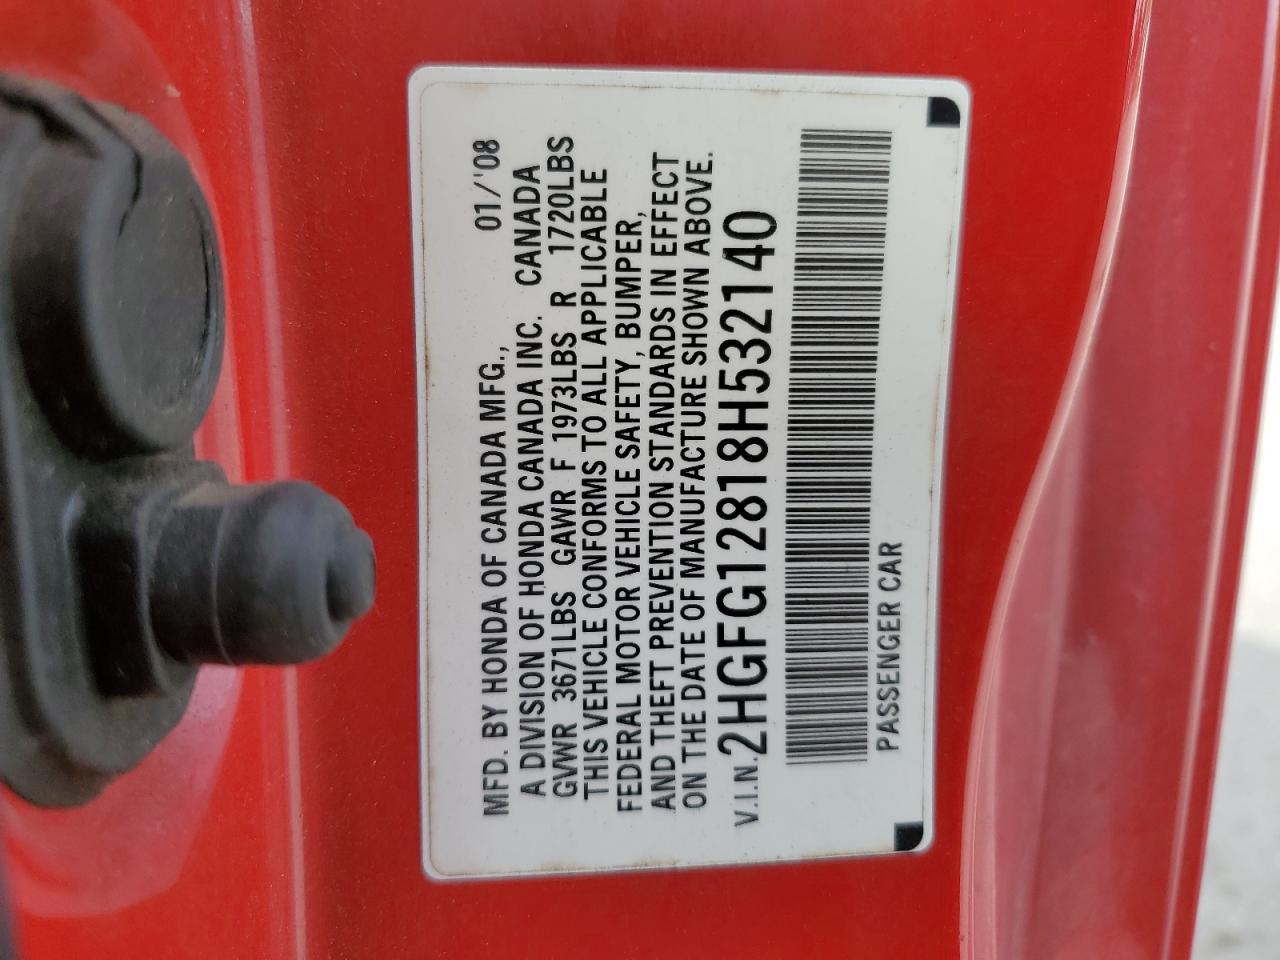 MFD. BY HONDA OF CANADA MFG., 01/'08
A DIVISION OF HONDA CANADA INC. CANADA
GVWR 3671LBS GAWR F 1973LBS R 1720LBS
THIS VEHICLE CONFORMS TO ALL APPLICABLE
FEDERAL MOTOR VEHICLE SAFETY, BUMPER,
AND THEFT PREVENTION STANDARDS IN EFFECT
ON THE DATE OF MANUFACTURE SHOWN ABOVE.
V.I.N. 2HGFG12818H532140
PASSENGER CAR